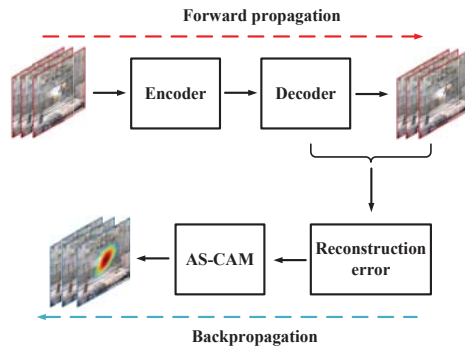 Forward propagation
Encoder
Decoder
AS-CAM
Reconstruction
error
Backpropagation